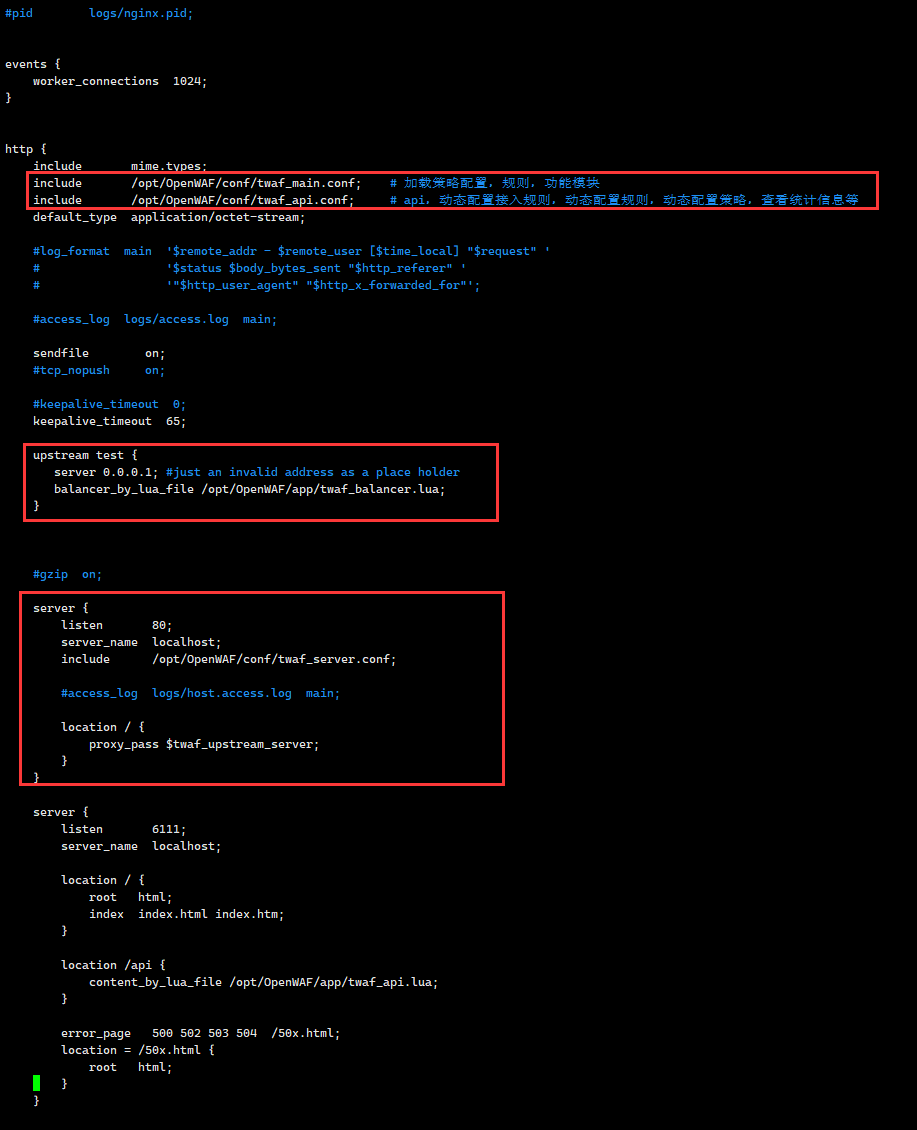 #pid        logs/nginx.pid;
events {
    worker_connections  1024;
}
http {
    include       mime.types;
    include       /opt/OpenWAF/conf/twaf_main.conf;    # 加载策略配置，规则，功能模块
    include       /opt/OpenWAF/conf/twaf_api.conf;     # api，动态配置接入规则，动态配置规则，动态配置策略，查看统计信息等
    default_type  application/octet-stream;
    #log_format  main  '$remote_addr - $remote_user [$time_local] "$request" '
    #                  '$status $body_bytes_sent "$http_referer" '
    #                  '"$http_user_agent" "$http_x_forwarded_for"';
    #access_log  logs/access.log  main;
    sendfile        on;
    #tcp_nopush     on;
    #keepalive_timeout  0;
    keepalive_timeout  65;
    upstream test {
       server 0.0.0.1; #just an invalid address as a place holder
       balancer_by_lua_file /opt/OpenWAF/app/twaf_balancer.lua;
    }
    #gzip  on;
    server {
        listen       80;
        server_name  localhost;
        include      /opt/OpenWAF/conf/twaf_server.conf;
        #access_log  logs/host.access.log  main;
        location / {
            proxy_pass $twaf_upstream_server;
        }
    }
    server {
        listen       6111;
        server_name  localhost;
        location / {
            root   html;
            index  index.html index.htm;
        }
        location /api {
            content_by_lua_file /opt/OpenWAF/app/twaf_api.lua;
        }
        error_page   500 502 503 504  /50x.html;
        location = /50x.html {
            root   html;
        }
    }